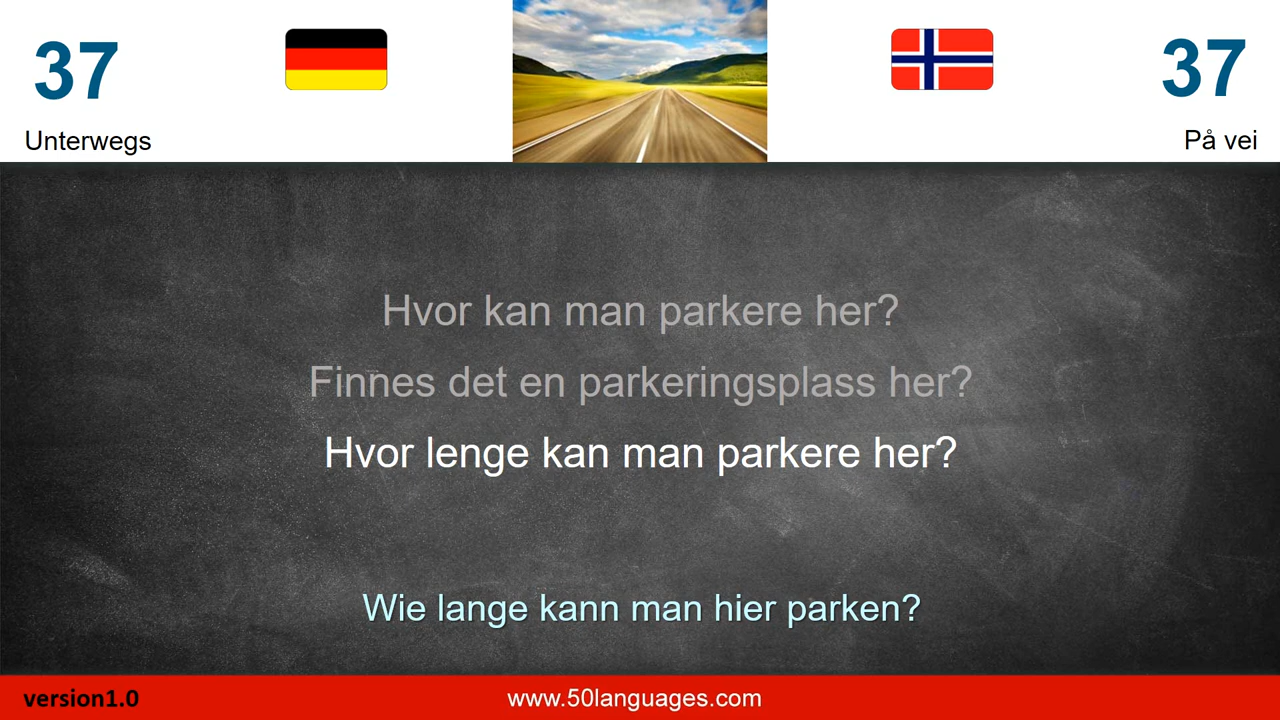 37
37
Unterwegs
På vei
Hvor kan man parkere her?
Finnes det en parkeringsplass her?
Hvor lenge kan man parkere her?
Wie lange kann man hier parken?
version1.0
www.50languages.com